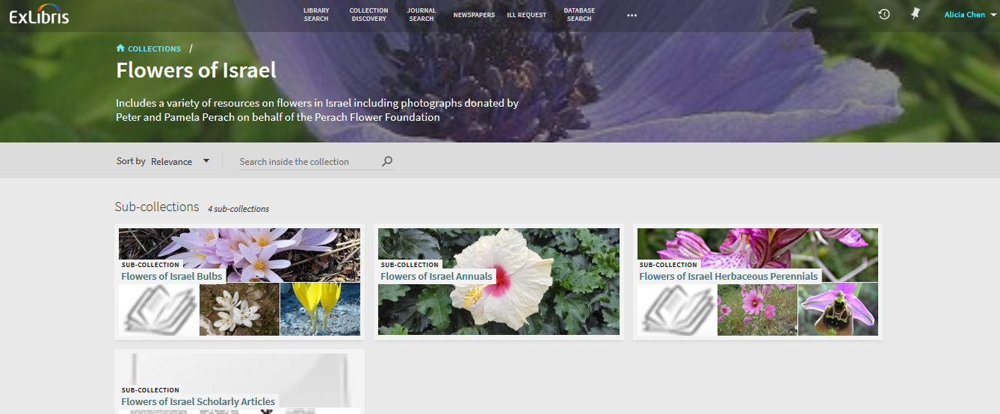 ExLibris
LIBRARY
SEARCH
COLLECTION
DISCOVERY
JOURNAL
SEARCH
NEWSPAPERS
ILL REQUEST
DATABASE
SEARCH
Alicia Chen
COLLECTIONS /
Flowers of Israel
Includes a variety of resources on flowers in Israel including photographs donated by
Peter and Pamela Perach on behalf of the Perach Flower Foundation
Sort by Relevance
Search inside the collection
Sub-collections 4 sub-collections
SUB-COLLECTION
Flowers of Israel Bulbs
SUB-COLLECTION
Flowers of Israel Annuals
SUB-COLLECTION
Flowers of Israel Herbaceous Perennials
SUB-COLLECTION
Flowers of Israel Scholarly Articles